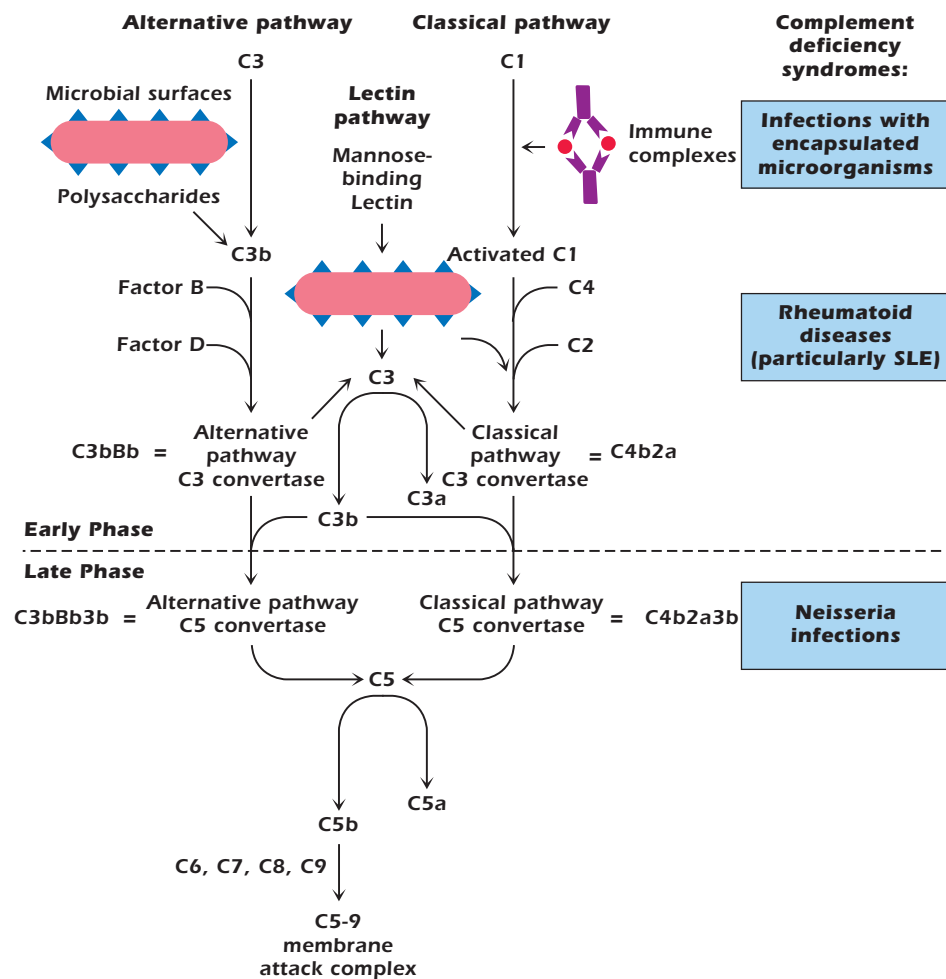 Alternative pathway
Classical pathway
Complement
deficiency
syndromes:
C3
C1
Microbial surfaces
Lectin
pathway
Immune
complexes
Infections with
encapsulated
microorganisms
Mannose-
binding
Lectin
Polysaccharides
C3b
Activated C1
Factor B
C4
Factor D
C2
Rheumatoid
diseases
(particularly SLE)
C3
C3bBb =
Alternative
pathway
C3 convertase
Classical
pathway
C3 convertase
= C4b2a
C3a
C3b
Early Phase
Late Phase
C3bBb3b =
Alternative pathway
C5 convertase
Classical pathway
C5 convertase
= C4b2a3b
Neisseria
infections
C5
C5a
C5b
C6, C7, C8, C9
C5-9
membrane
attack complex